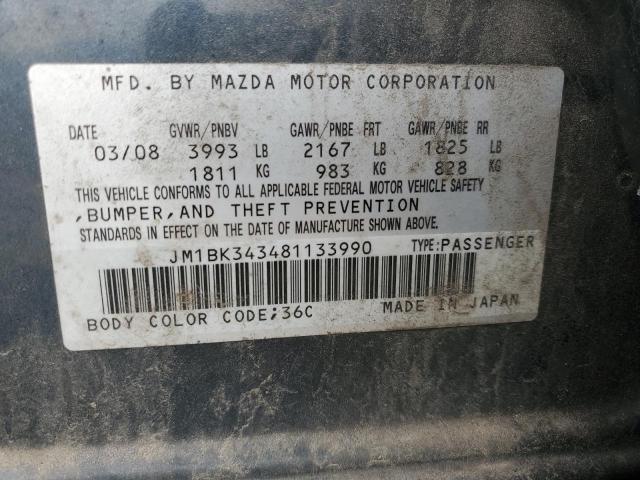 MFD. BY MAZDA MOTOR CORPORATION
DATE GVWR/PNBV GAWR/PNBE FRT GAWR/PNBE RR
03/08 3993 LB 2167 LB 1825 LB
1811 KG 983 KG 828 KG
THIS VEHICLE CONFORMS TO ALL APPLICABLE FEDERAL MOTOR VEHICLE SAFETY
,BUMPER,AND THEFT PREVENTION
STANDARDS IN EFFECT ON THE DATE OF MANUFACTURE SHOWN ABOVE.
JM1BK343481133990 TYPE:PASSENGER
BODY COLOR CODE;36C MADE IN JAPAN